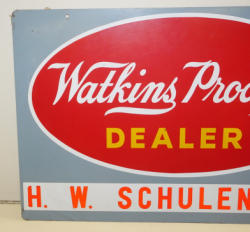 Watkins Prod
DEALER
H. W. SCHULEN